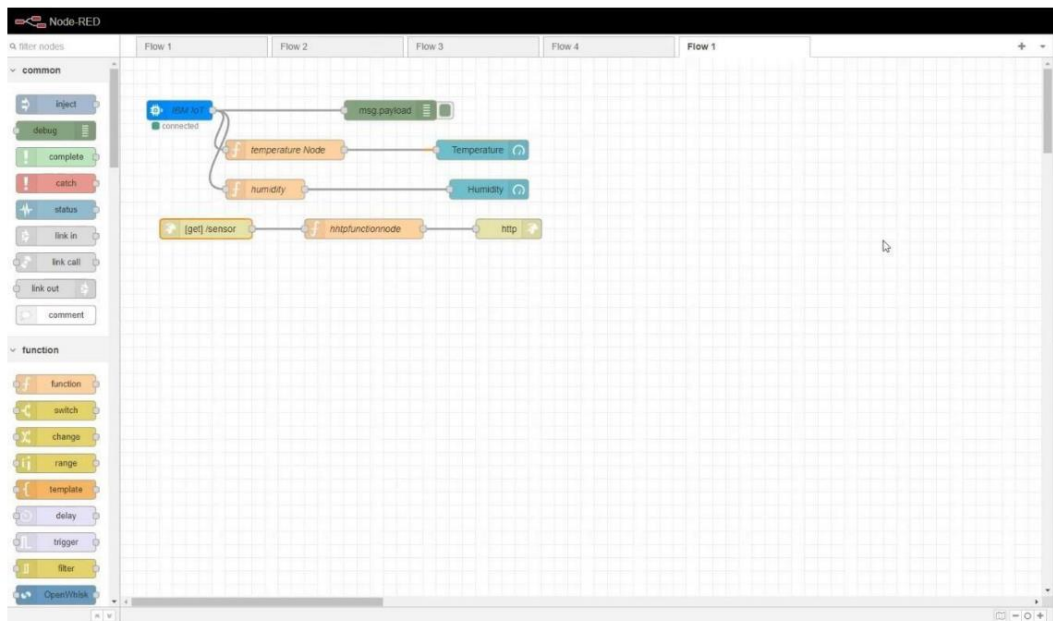 Node-RED
filter nodes
Flow 1
Flow 2
Flow 3
Flow 4
Flow 1
common
inject
debug
complete
catch
status
link in
link call
link out
comment
function
function
switch
change
range
template
delay
trigger
filter
OpenWhisk
IBM IoT
connected
msg.payload
temperature Node
Temperature
humidity
Humidity
[get] /sensor
nhtpfunctionnode
http